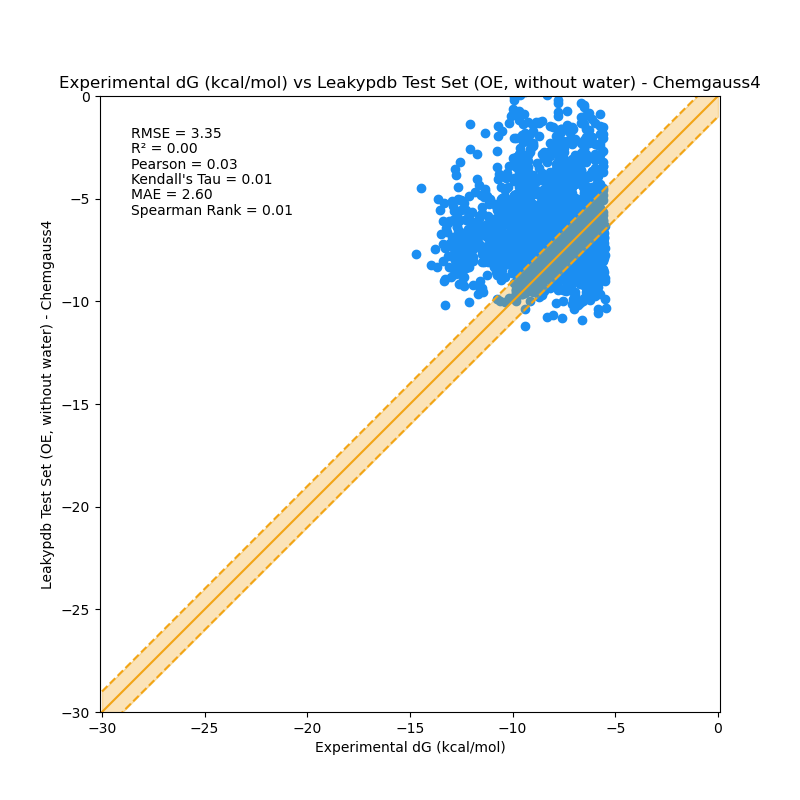 Experimental dG (kcal/mol) vs Leakypdb Test Set (OE, without water) - Chemgauss4
RMSE = 3.35
R² = 0.00
Pearson = 0.03
Kendall's Tau = 0.01
MAE = 2.60
Spearman Rank = 0.01
0
−5
−10
−15
−20
−25
−30
Leakypdb Test Set (OE, without water) - Chemgauss4
−30 −25 −20 −15 −10 −5 0
Experimental dG (kcal/mol)